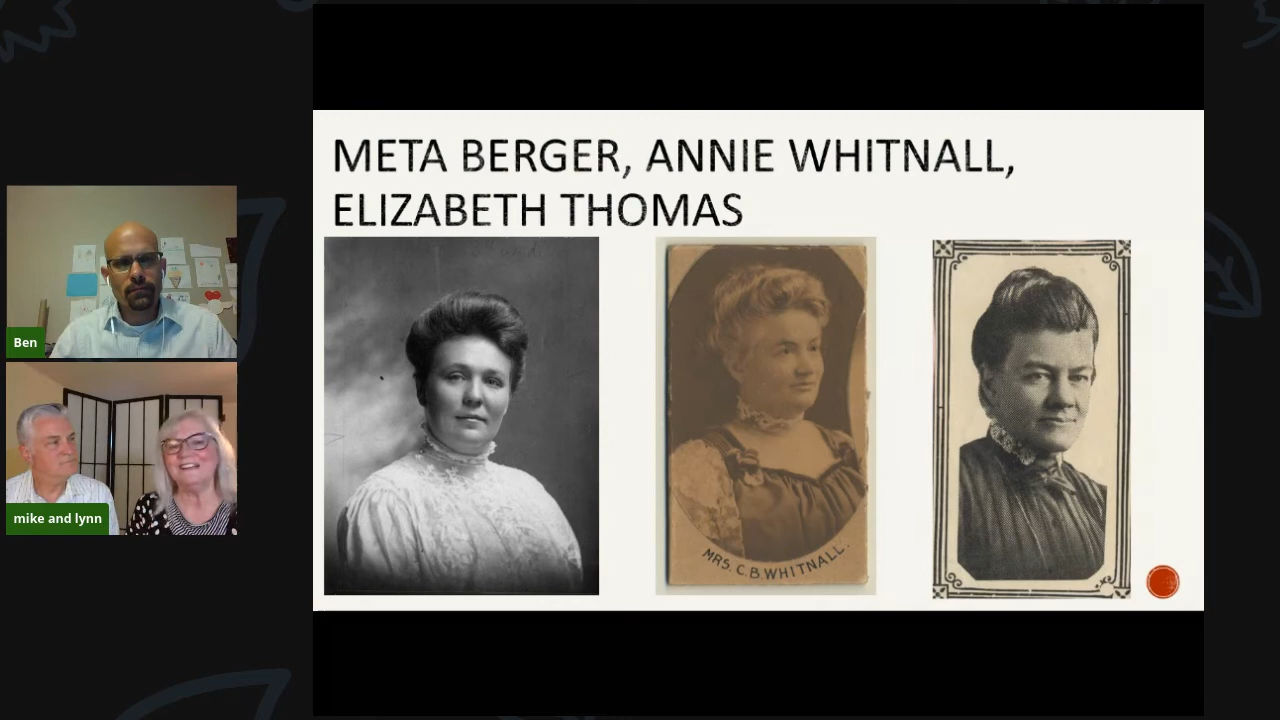 META BERGER, ANNIE WHITNALL,
ELIZABETH THOMAS
MRS. C.B. WHITNALL.
Ben
mike and lynn